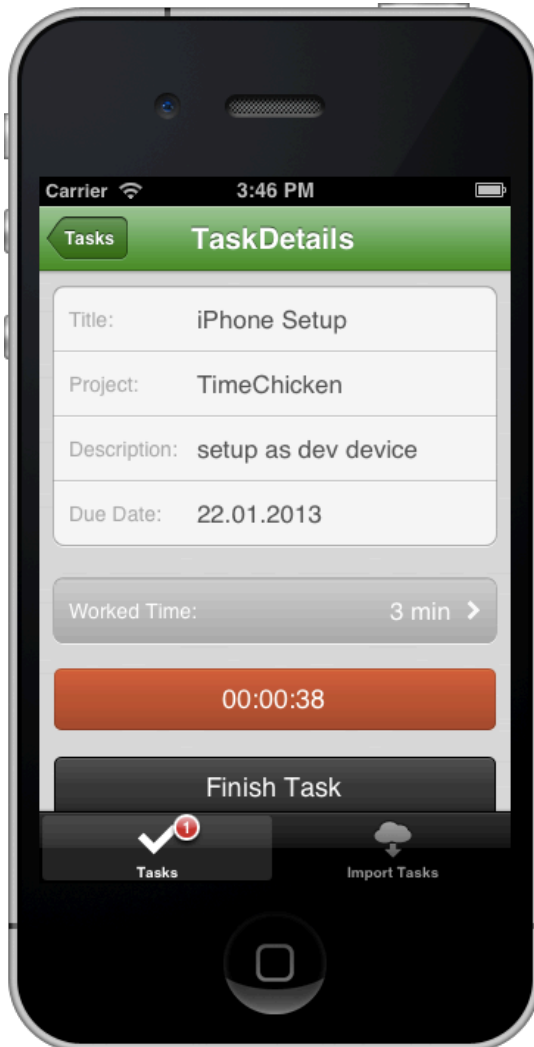 Carrier 3:46 PM
Tasks TaskDetails
Title: iPhone Setup
Project: TimeChicken
Description: setup as dev device
Due Date: 22.01.2013
Worked Time: 3 min
00:00:38
Finish Task
1
Tasks Import Tasks